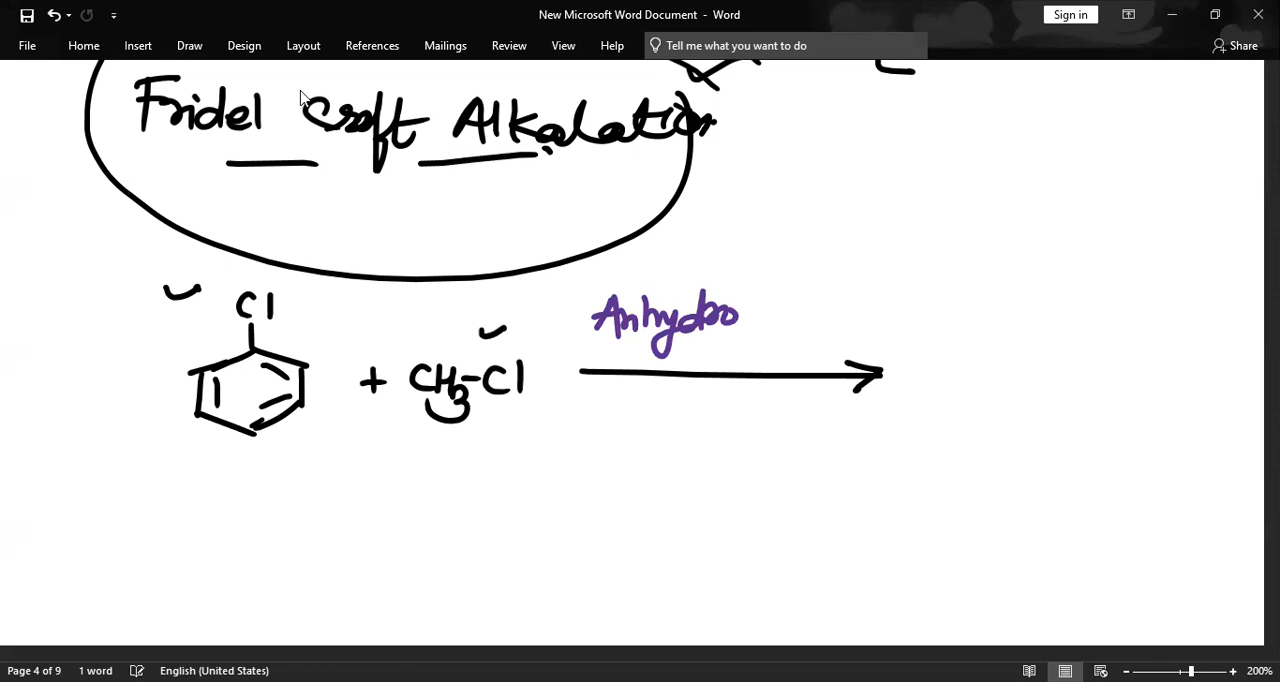 New Microsoft Word Document - Word
Sign in
File Home Insert Draw Design Layout References Mailings Review View Help Tell me what you want to do Share
Fridel Craft Alkalation
Cl
Anhydro
+ CH3-Cl
Page 4 of 9 1 word English (United States) 200%